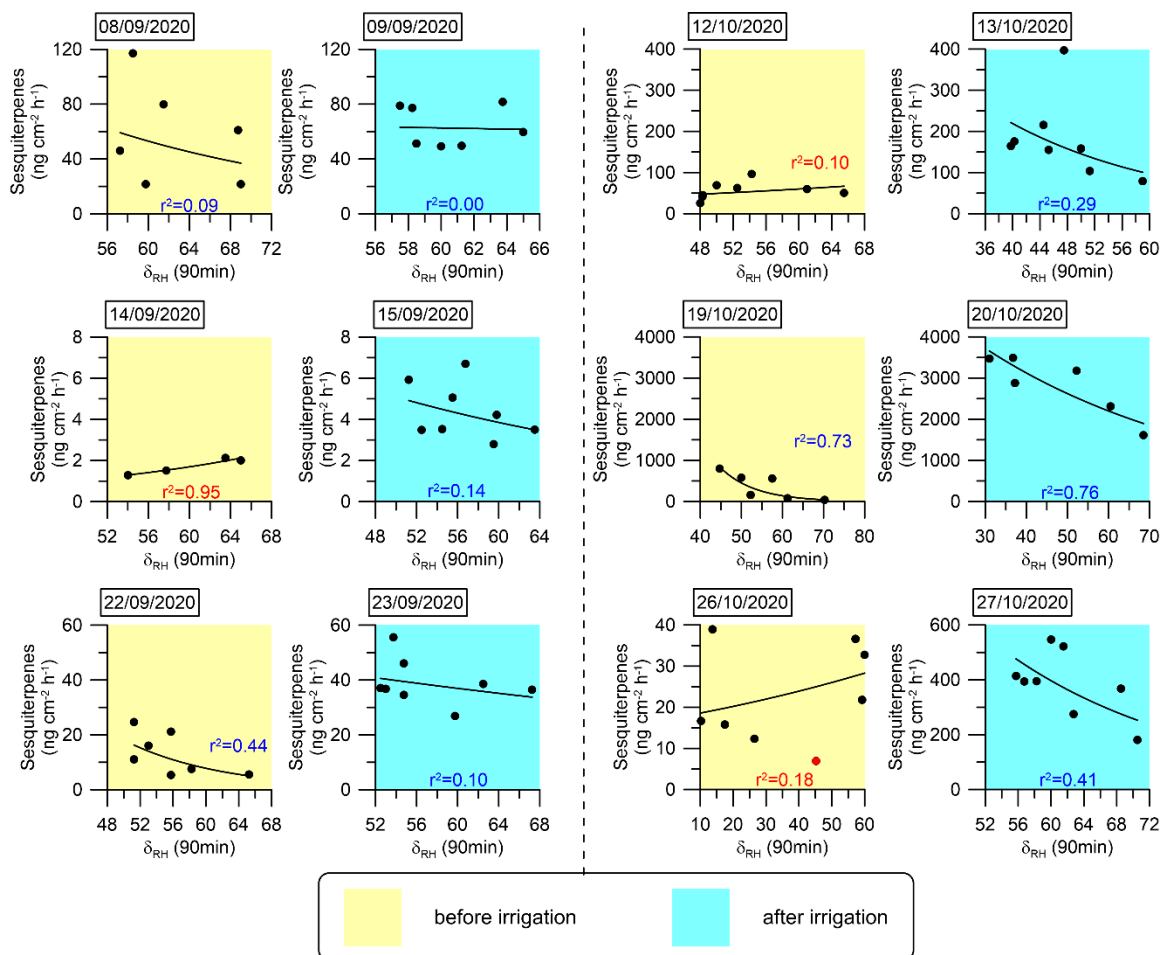 08/09/2020
120
80
40
0
Sesquiterpenes
(ng cm⁻² h⁻¹)
r²=0.09
56 60 64 68 72
δRH (90min)
09/09/2020
120
80
40
0
Sesquiterpenes
(ng cm⁻² h⁻¹)
r²=0.00
56 58 60 62 64 66
δRH (90min)
12/10/2020
400
300
200
100
0
Sesquiterpenes
(ng cm⁻² h⁻¹)
r²=0.10
48 52 56 60 64 68
δRH (90min)
13/10/2020
400
300
200
100
0
Sesquiterpenes
(ng cm⁻² h⁻¹)
r²=0.29
36 40 44 48 52 56 60
δRH (90min)
14/09/2020
8
6
4
2
0
Sesquiterpenes
(ng cm⁻² h⁻¹)
r²=0.95
52 56 60 64 68
δRH (90min)
15/09/2020
8
6
4
2
0
Sesquiterpenes
(ng cm⁻² h⁻¹)
r²=0.14
48 52 56 60 64
δRH (90min)
19/10/2020
4000
3000
2000
1000
0
Sesquiterpenes
(ng cm⁻² h⁻¹)
r²=0.73
40 50 60 70 80
δRH (90min)
20/10/2020
4000
3000
2000
1000
0
Sesquiterpenes
(ng cm⁻² h⁻¹)
r²=0.76
30 40 50 60 70
δRH (90min)
22/09/2020
60
40
20
0
Sesquiterpenes
(ng cm⁻² h⁻¹)
r²=0.44
48 52 56 60 64 68
δRH (90min)
23/09/2020
60
40
20
0
Sesquiterpenes
(ng cm⁻² h⁻¹)
r²=0.10
52 56 60 64 68
δRH (90min)
26/10/2020
40
30
20
10
0
Sesquiterpenes
(ng cm⁻² h⁻¹)
r²=0.18
10 20 30 40 50 60
δRH (90min)
27/10/2020
600
400
200
0
Sesquiterpenes
(ng cm⁻² h⁻¹)
r²=0.41
52 56 60 64 68 72
δRH (90min)
before irrigation
after irrigation